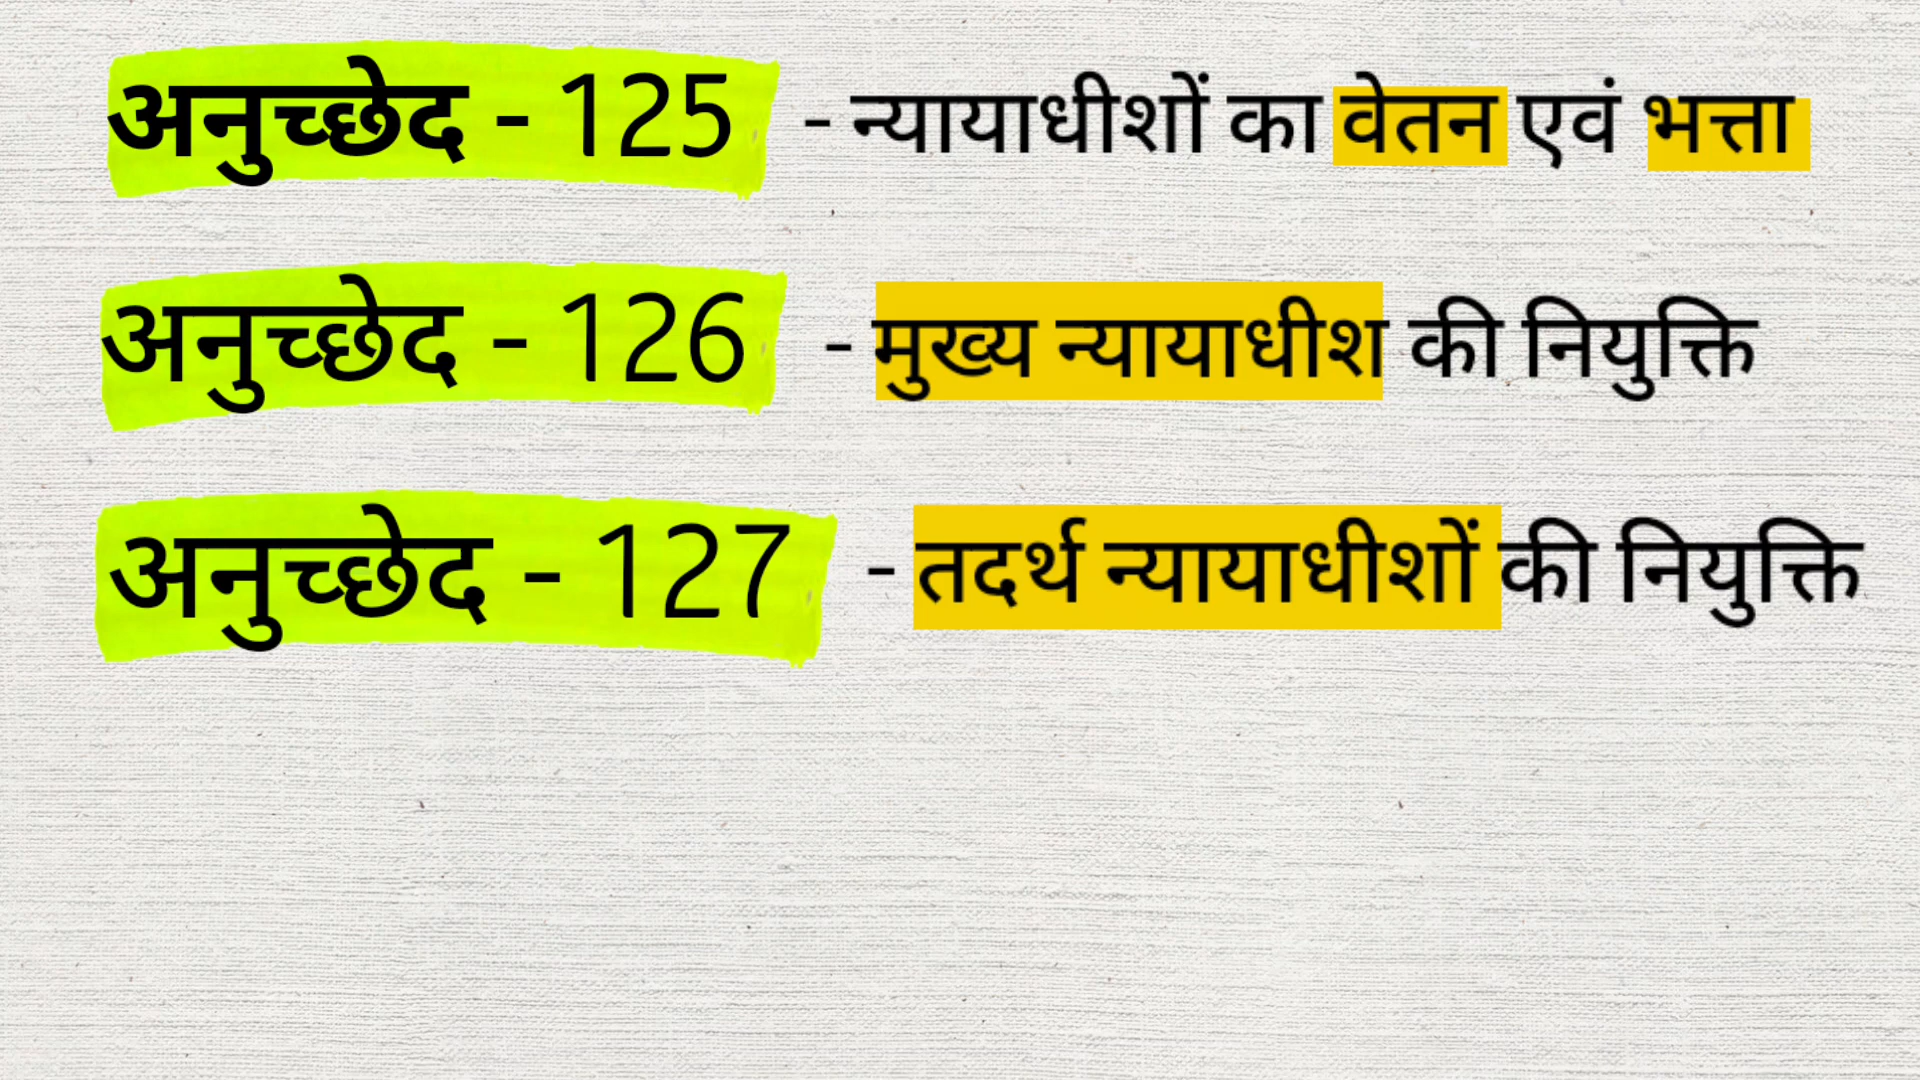 अनुच्छेद - 125 - न्यायाधीशों का वेतन एवं भत्ता
अनुच्छेद - 126 - मुख्य न्यायाधीश की नियुक्ति
अनुच्छेद - 127 - तदर्थ न्यायाधीशों की नियुक्ति